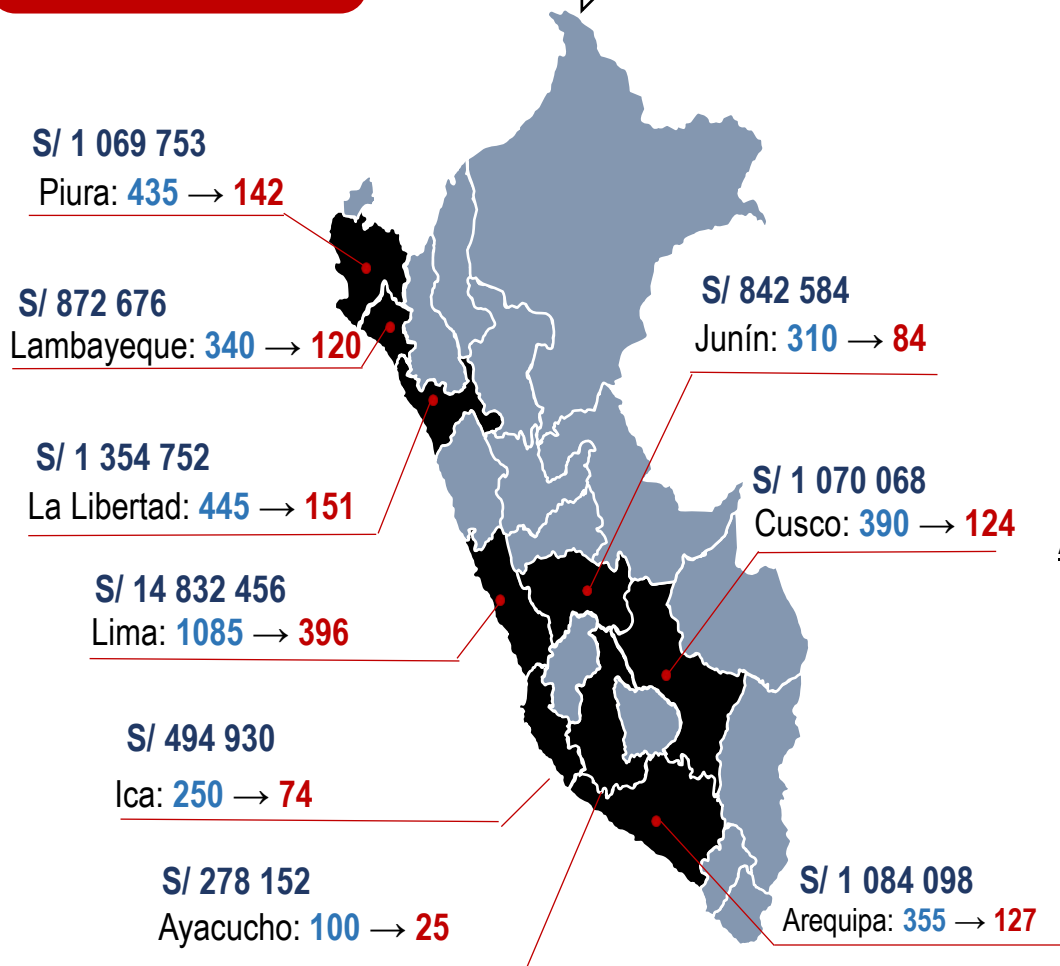 S/ 1 069 753
Piura: 435 → 142
S/ 872 676
Lambayeque: 340 → 120
S/ 1 354 752
La Libertad: 445 → 151
S/ 14 832 456
Lima: 1085 → 396
S/ 494 930
Ica: 250 → 74
S/ 278 152
Ayacucho: 100 → 25
S/ 842 584
Junín: 310 → 84
S/ 1 070 068
Cusco: 390 → 124
S/ 1 084 098
Arequipa: 355 → 127